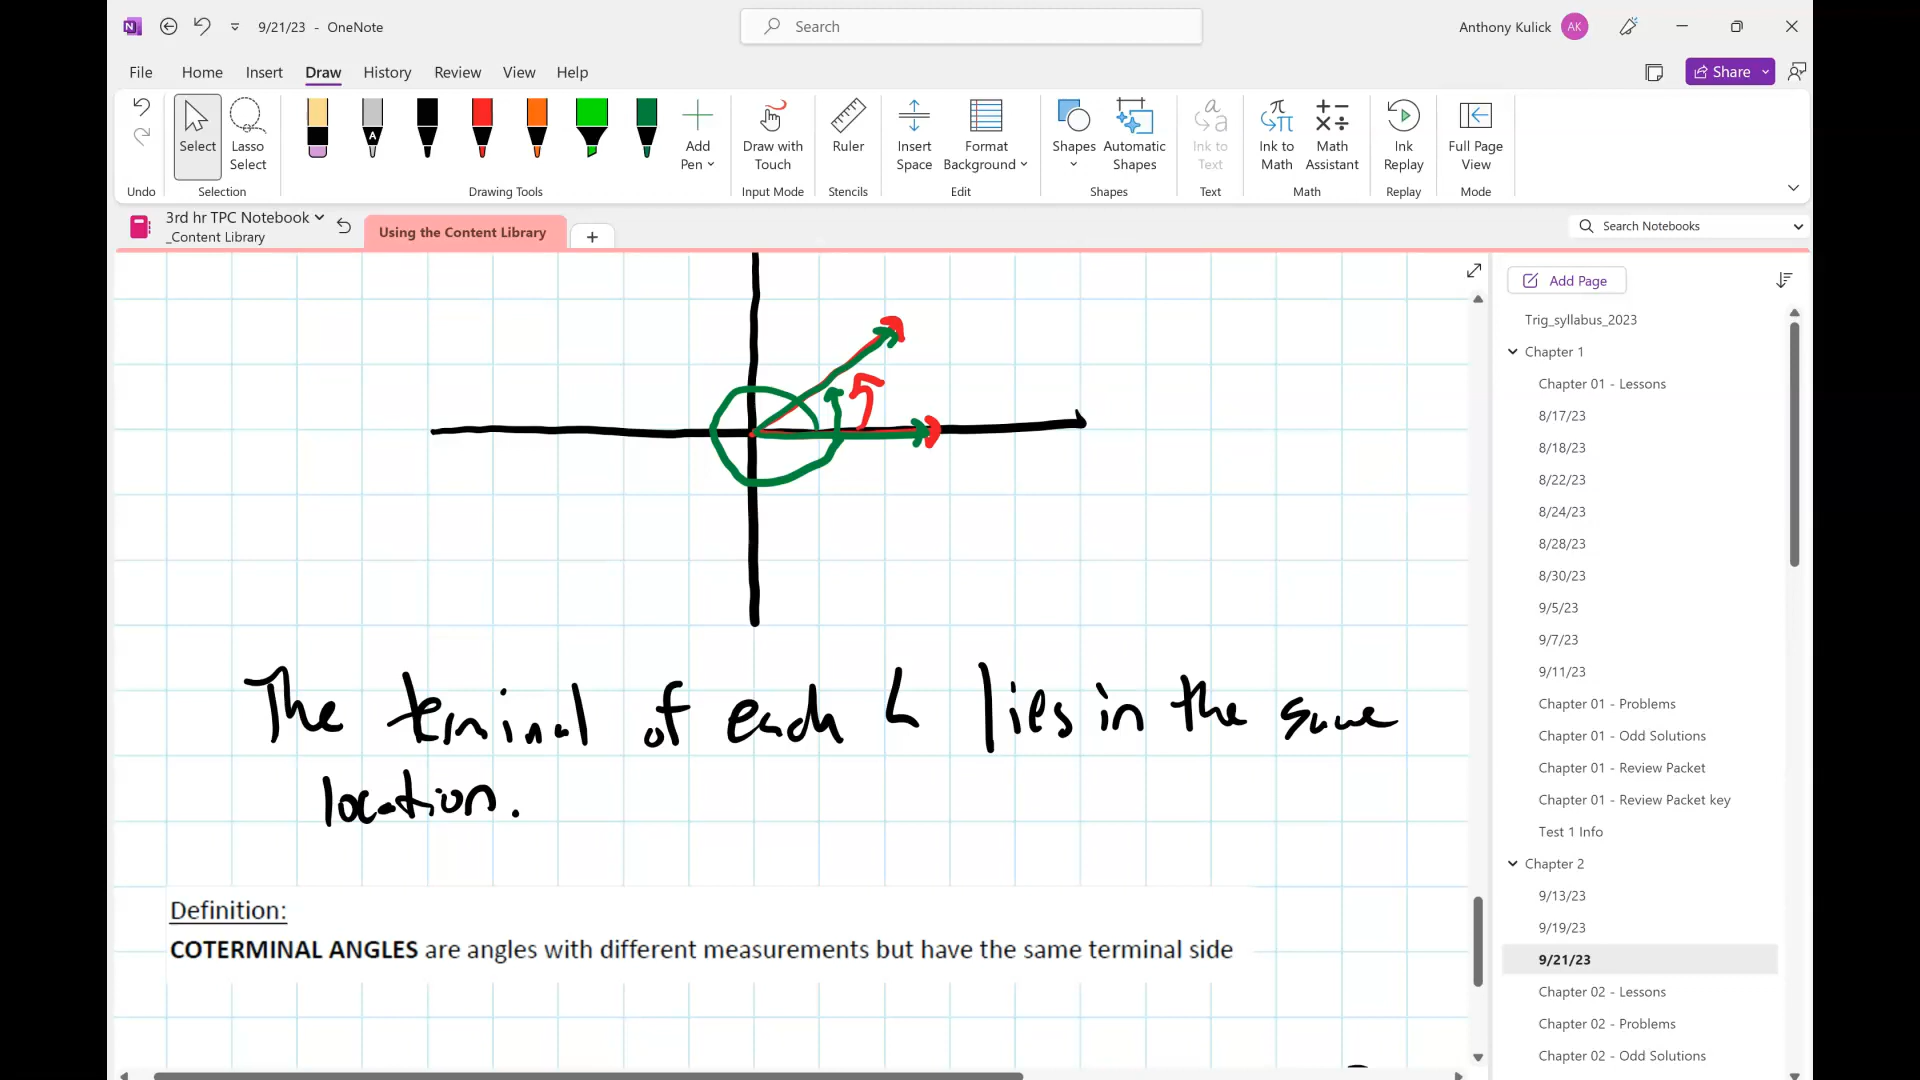 9/21/23 - OneNote
Search
Anthony Kulick
AK
File Home Insert Draw History Review View Help
Share
Undo
Select
Lasso Select
Selection
A
Add Pen
Drawing Tools
Draw with Touch
Input Mode
Ruler
Stencils
Insert Space
Format Background
Edit
Shapes
Automatic Shapes
Shapes
Ink to Text
Text
Ink to Math
Math Assistant
Math
Ink Replay
Replay
Full Page View
Mode
3rd hr TPC Notebook
_Content Library
Using the Content Library
Search Notebooks
The terminal of each ∠ lies in the same
location.
Definition:
COTERMINAL ANGLES are angles with different measurements but have the same terminal side
Add Page
Trig_syllabus_2023
Chapter 1
Chapter 01 - Lessons
8/17/23
8/18/23
8/22/23
8/24/23
8/28/23
8/30/23
9/5/23
9/7/23
9/11/23
Chapter 01 - Problems
Chapter 01 - Odd Solutions
Chapter 01 - Review Packet
Chapter 01 - Review Packet key
Test 1 Info
Chapter 2
9/13/23
9/19/23
9/21/23
Chapter 02 - Lessons
Chapter 02 - Problems
Chapter 02 - Odd Solutions